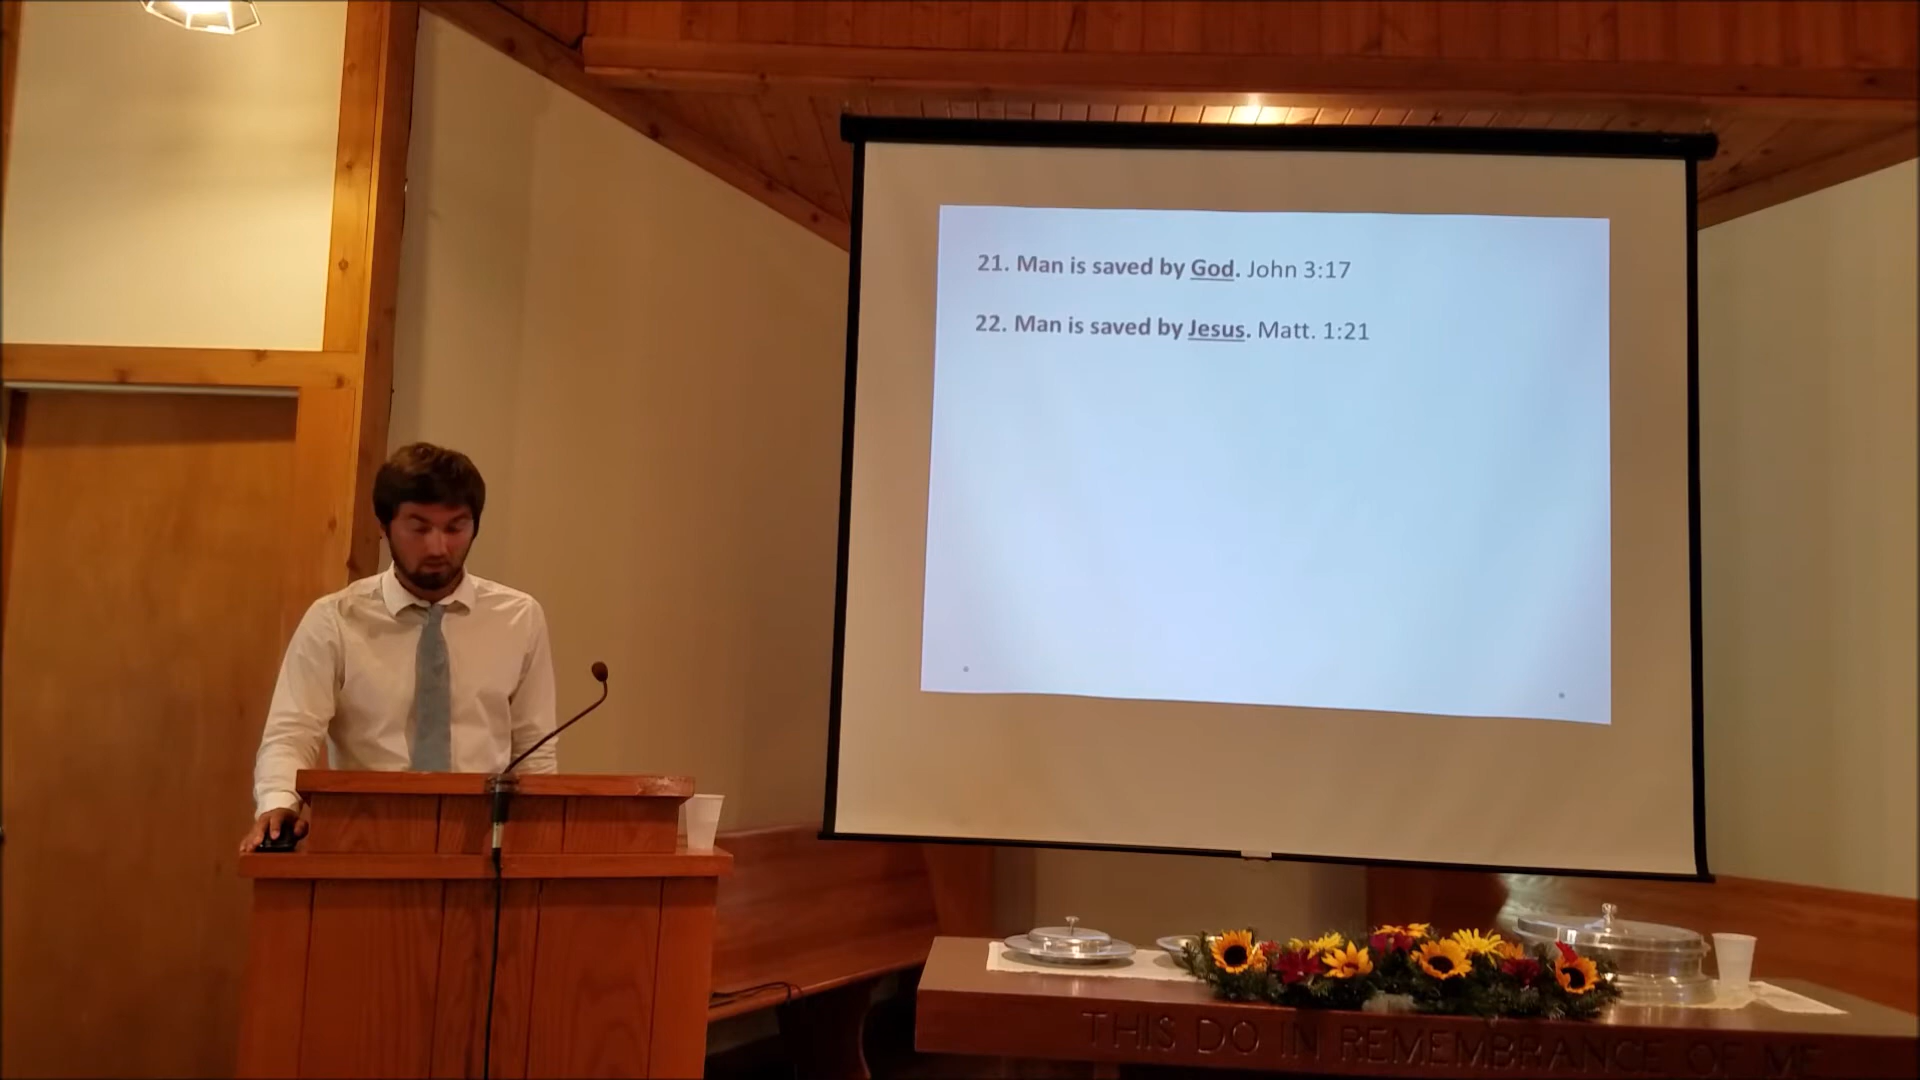 21. Man is saved by God. John 3:17
22. Man is saved by Jesus. Matt. 1:21
THIS DO IN REMEMBRANCE OF ME